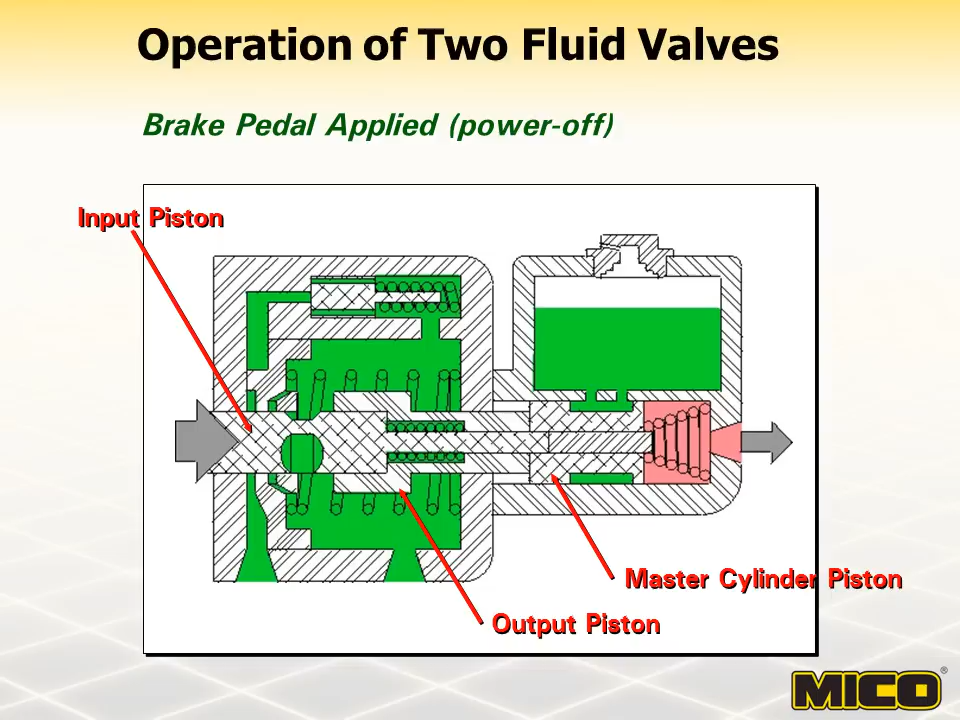 Operation of Two Fluid Valves
Brake Pedal Applied (power-off)
Input Piston
Master Cylinder Piston
Output Piston
MICO®